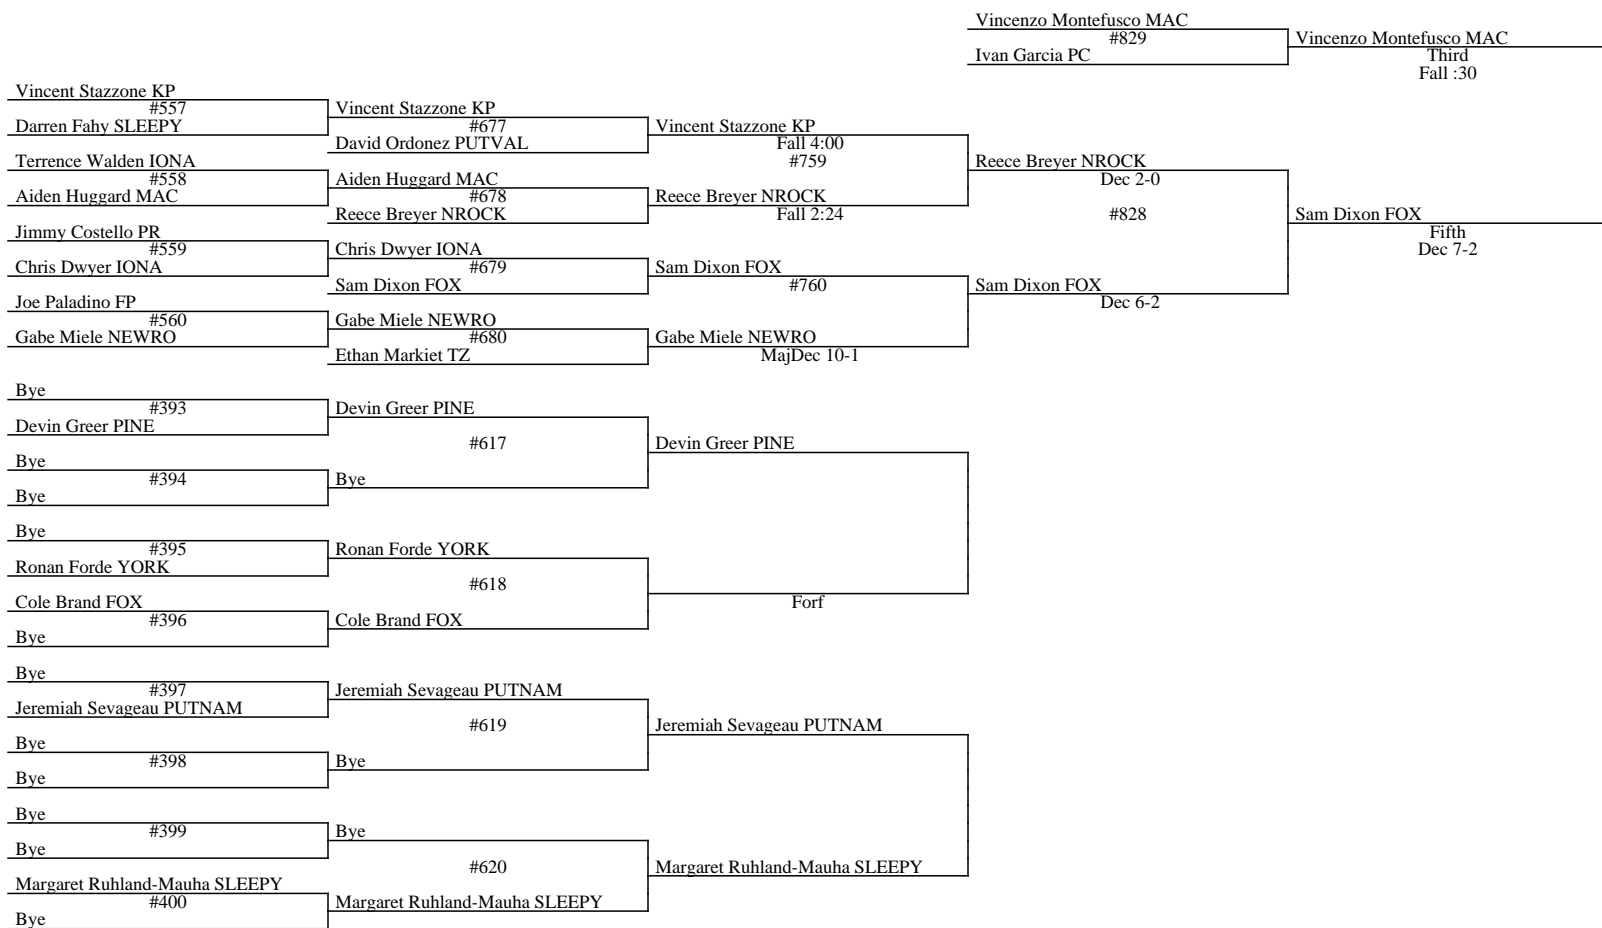 Vincenzo Montefusco MAC
#829
Ivan Garcia PC
Vincenzo Montefusco MAC
Third
Fall :30
Vincent Stazzone KP
#557
Darren Fahy SLEEPY
Terrence Walden IONA
#558
Aiden Huggard MAC
Jimmy Costello PR
#559
Chris Dwyer IONA
Joe Paladino FP
#560
Gabe Miele NEWRO
Vincent Stazzone KP
#677
David Ordonez PUTVAL
Aiden Huggard MAC
#678
Reece Breyer NROCK
Chris Dwyer IONA
#679
Sam Dixon FOX
Gabe Miele NEWRO
#680
Ethan Markiet TZ
Vincent Stazzone KP
Fall 4:00
#759
Reece Breyer NROCK
Fall 2:24
Sam Dixon FOX
#760
Gabe Miele NEWRO
MajDec 10-1
Reece Breyer NROCK
Dec 2-0
#828
Sam Dixon FOX
Dec 6-2
Sam Dixon FOX
Fifth
Dec 7-2
Bye
#393
Devin Greer PINE
Bye
#394
Bye
Bye
#395
Ronan Forde YORK
Cole Brand FOX
#396
Bye
Devin Greer PINE
#617
Bye
Ronan Forde YORK
#618
Cole Brand FOX
Devin Greer PINE
Forf
Bye
#397
Jeremiah Sevageau PUTNAM
Bye
#398
Bye
Bye
#399
Bye
Margaret Ruhland-Mauha SLEEPY
#400
Bye
Jeremiah Sevageau PUTNAM
#619
Bye
Bye
#620
Margaret Ruhland-Mauha SLEEPY
Jeremiah Sevageau PUTNAM
Margaret Ruhland-Mauha SLEEPY